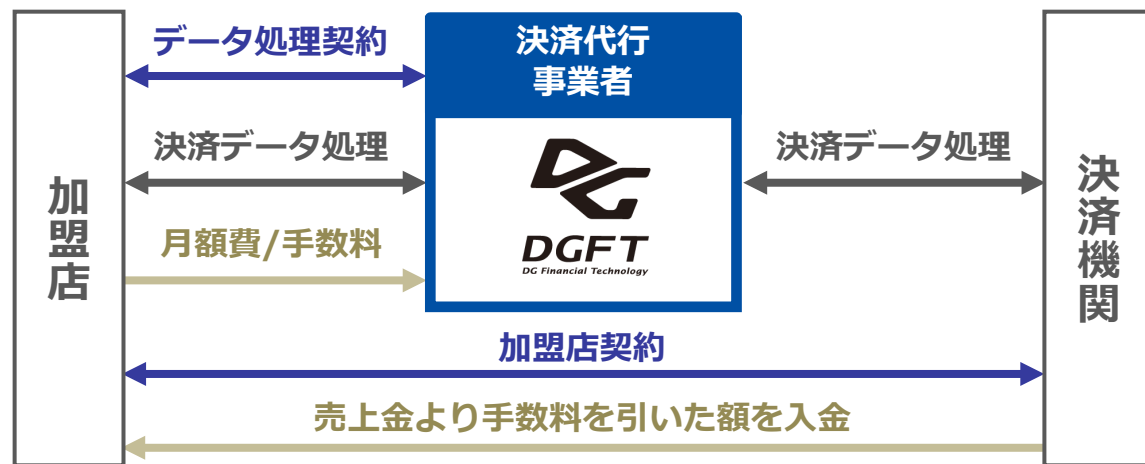 データ処理契約
決済代行
事業者
決済データ処理
決済データ処理
加盟店
決済機関
DGFT
DG Financial Technology
月額費/手数料
加盟店契約
売上金より手数料を引いた額を入金